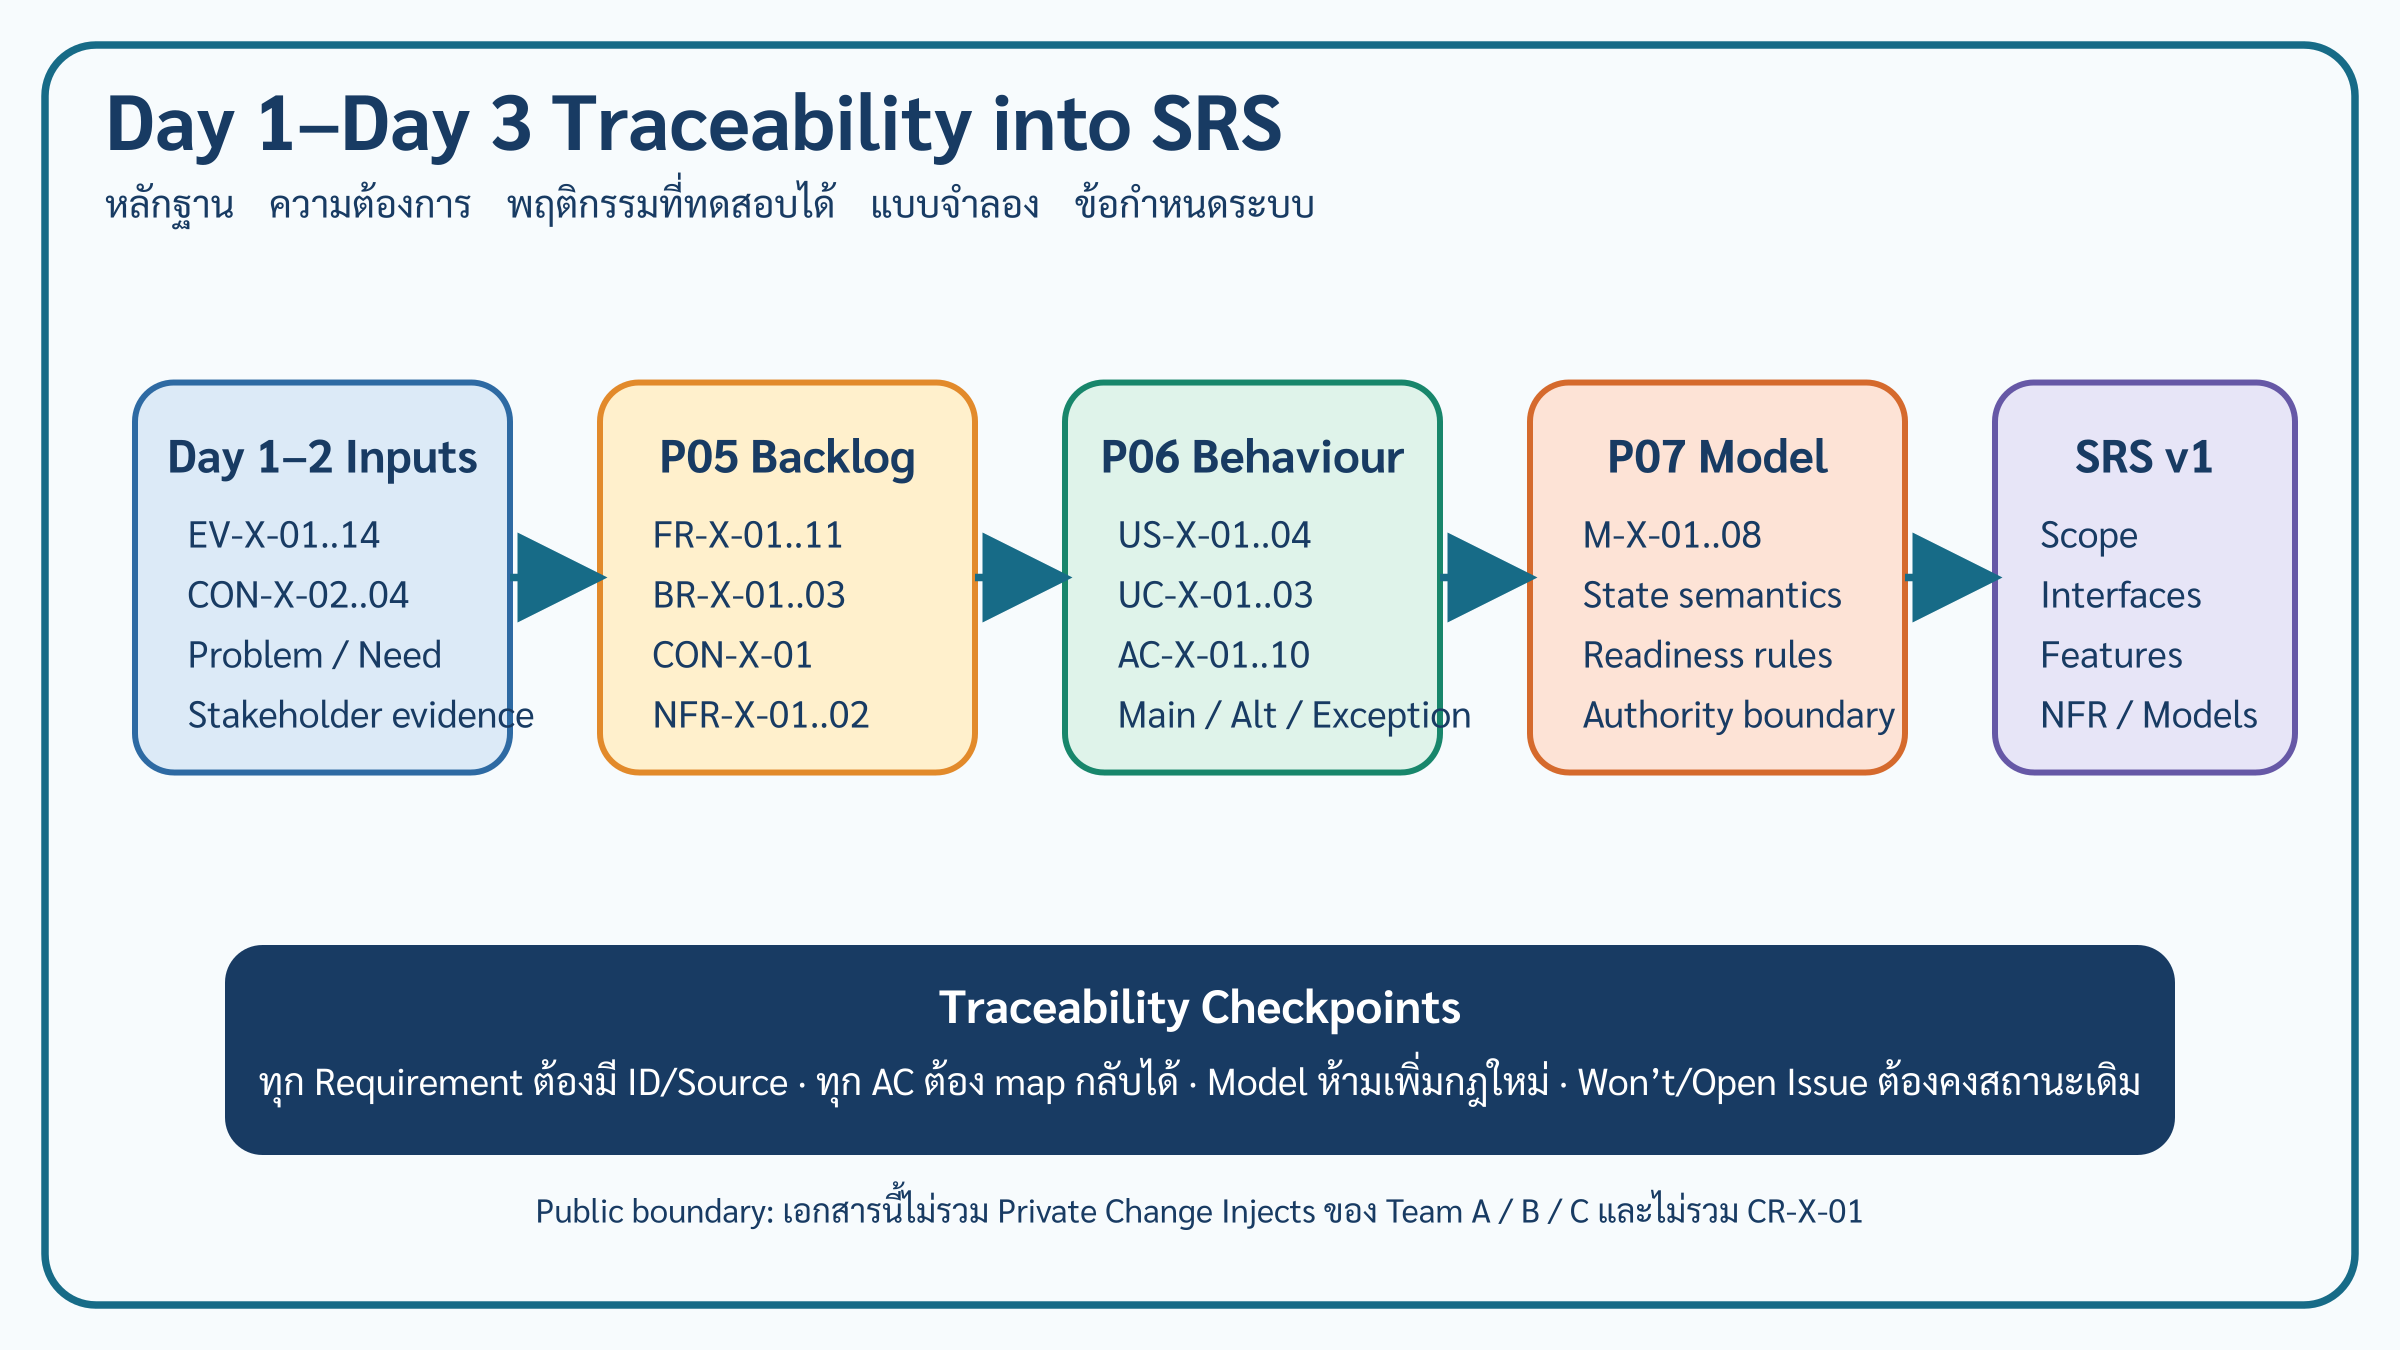 Day 1–Day 3 Traceability into SRS
หลักฐาน ความต้องการ พฤติกรรมที่ทดสอบได้ แบบจำลอง ข้อกำหนดระบบ
Day 1–2 Inputs
EV-X-01..14
CON-X-02..04
Problem / Need
Stakeholder evidence
P05 Backlog
FR-X-01..11
BR-X-01..03
CON-X-01
NFR-X-01..02
P06 Behaviour
US-X-01..04
UC-X-01..03
AC-X-01..10
Main / Alt / Exception
P07 Model
M-X-01..08
State semantics
Readiness rules
Authority boundary
SRS v1
Scope
Interfaces
Features
NFR / Models
Traceability Checkpoints
ทุก Requirement ต้องมี ID/Source · ทุก AC ต้อง map กลับได้ · Model ห้ามเพิ่มกฎใหม่ · Won’t/Open Issue ต้องคงสถานะเดิม
Public boundary: เอกสารนี้ไม่รวม Private Change Injects ของ Team A / B / C และไม่รวม CR-X-01